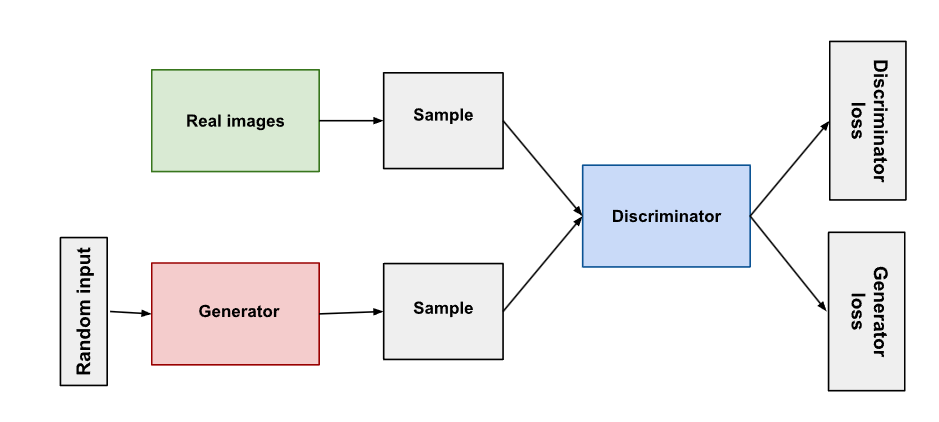 Real images
Sample
Discriminator
loss
Discriminator
Random input
Generator
Sample
Generator
loss